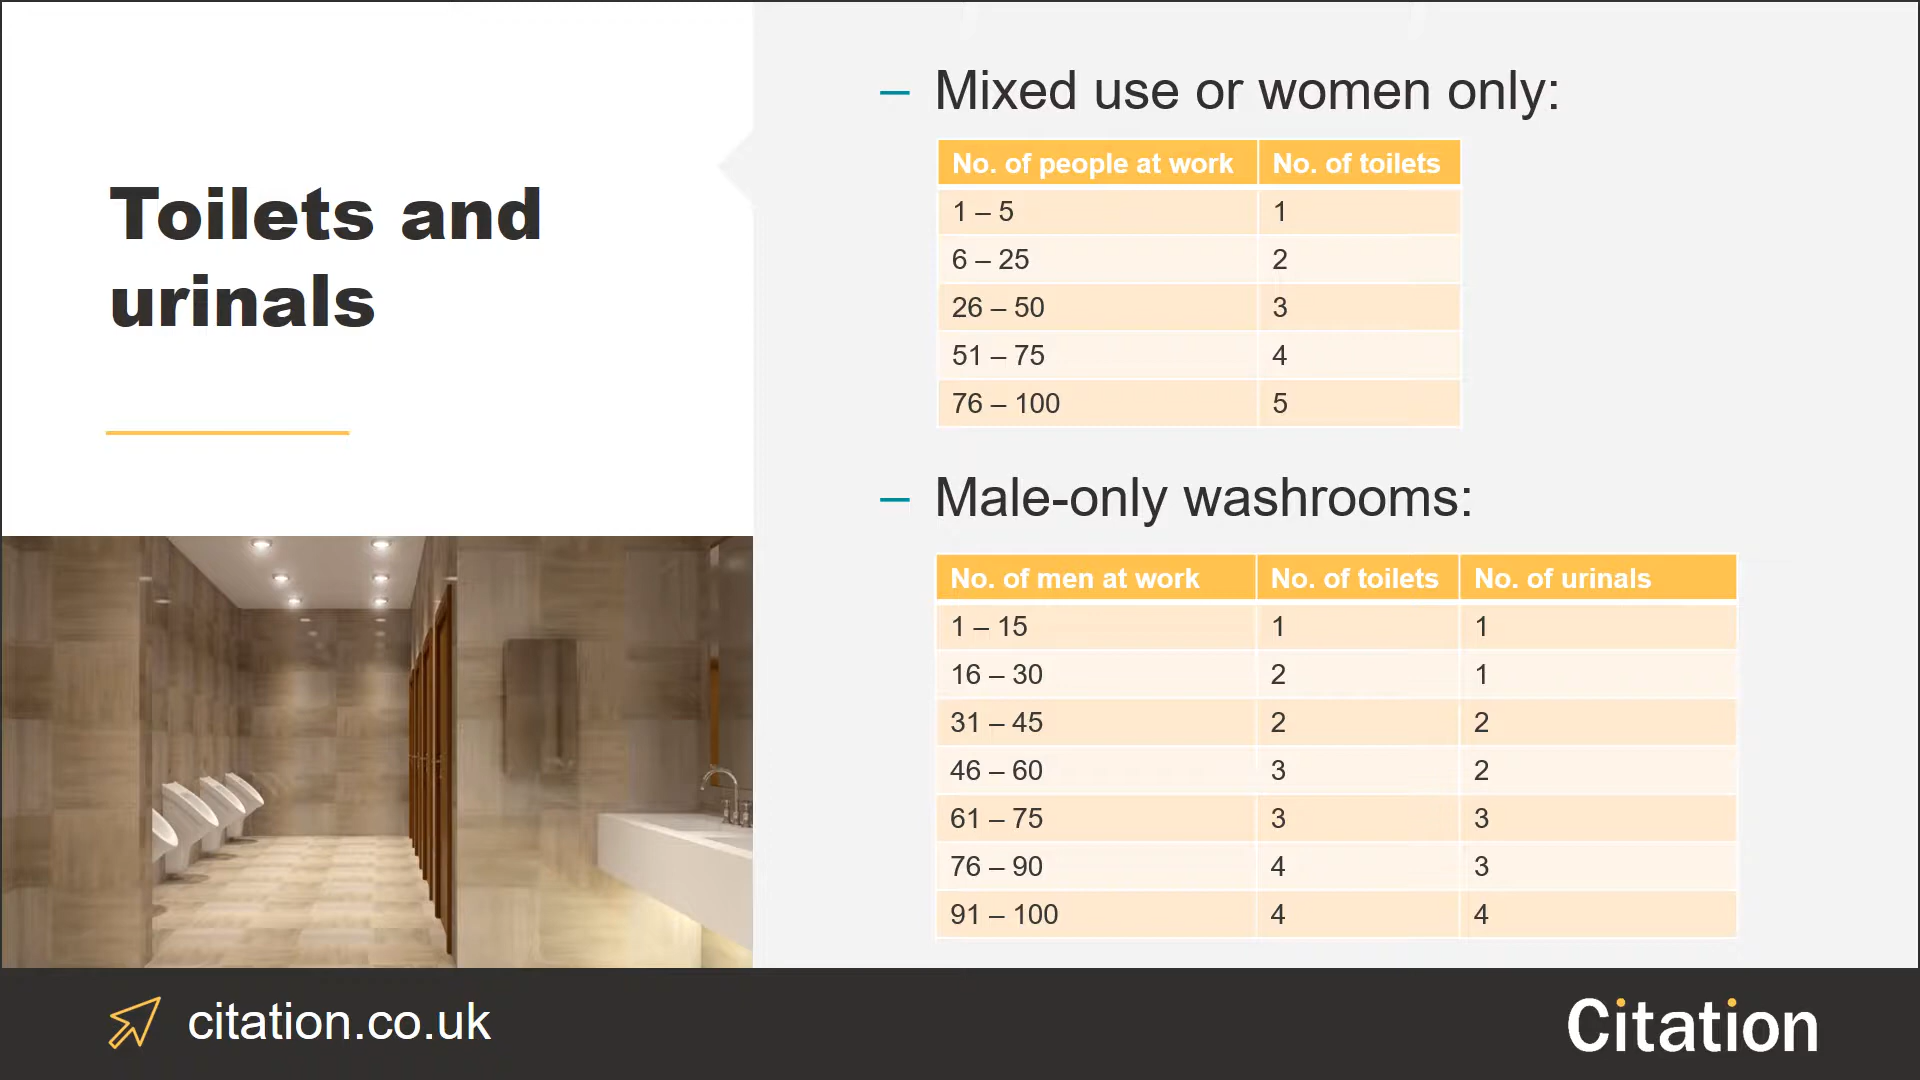 Toilets and
urinals
– Mixed use or women only:
No. of people at work No. of toilets
1 – 5 1
6 – 25 2
26 – 50 3
51 – 75 4
76 – 100 5
– Male-only washrooms:
No. of men at work No. of toilets No. of urinals
1 – 15 1 1
16 – 30 2 1
31 – 45 2 2
46 – 60 3 2
61 – 75 3 3
76 – 90 4 3
91 – 100 4 4
citation.co.uk
Citation